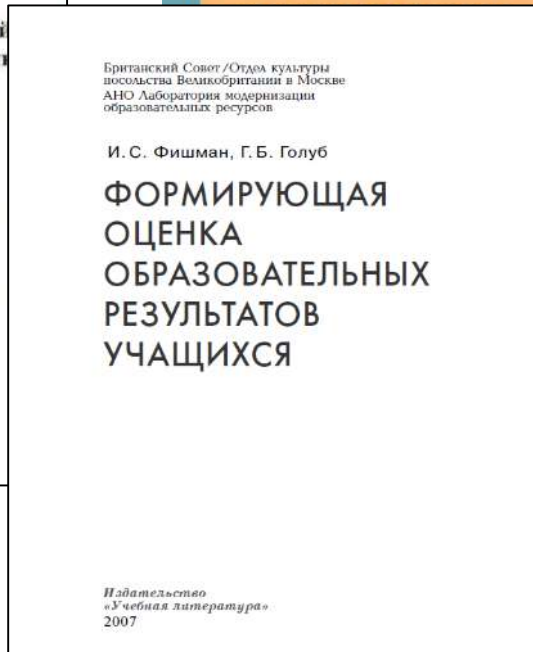 Британский Совет/Отдел культуры
посольства Великобритании в Москве
АНО Лаборатория модернизации
образовательных ресурсов
И. С. Фишман, Г. Б. Голуб
ФОРМИРУЮЩАЯ
ОЦЕНКА
ОБРАЗОВАТЕЛЬНЫХ
РЕЗУЛЬТАТОВ
УЧАЩИХСЯ
Издательство
«Учебная литература»
2007